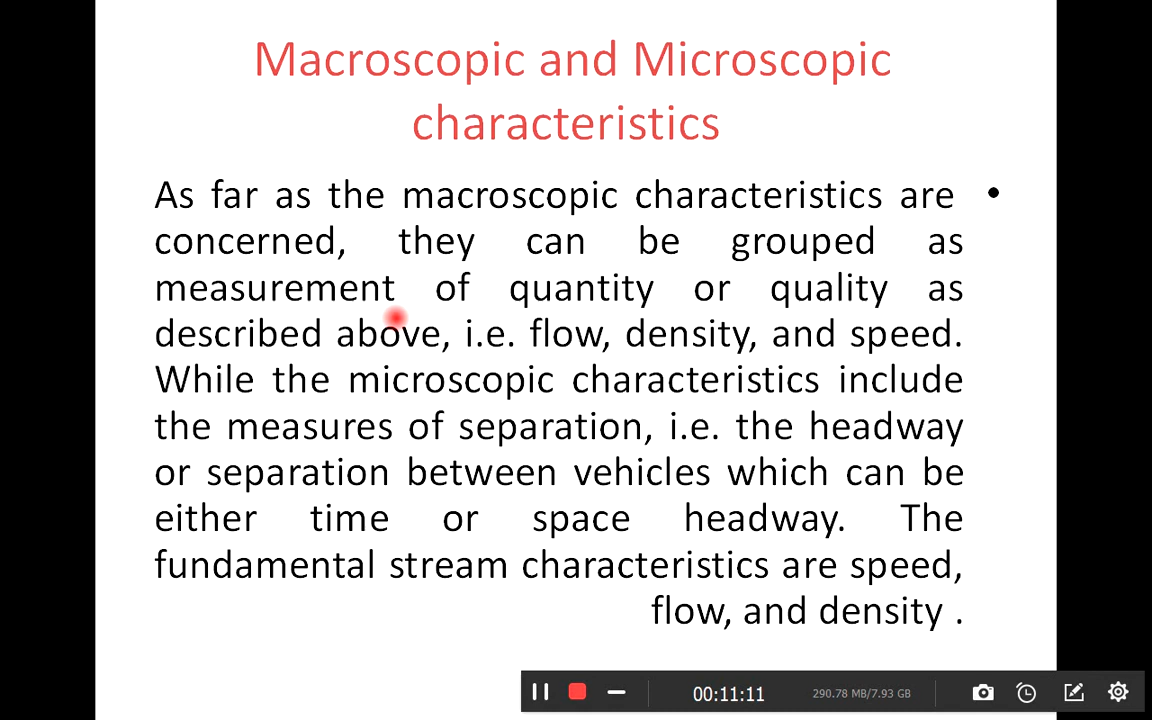 Macroscopic and Microscopic
characteristics
• As far as the macroscopic characteristics are
concerned, they can be grouped as
measurement of quantity or quality as
described above, i.e. flow, density, and speed.
While the microscopic characteristics include
the measures of separation, i.e. the headway
or separation between vehicles which can be
either time or space headway. The
fundamental stream characteristics are speed,
flow, and density .
00:11:11 290.78 MB/7.93 GB